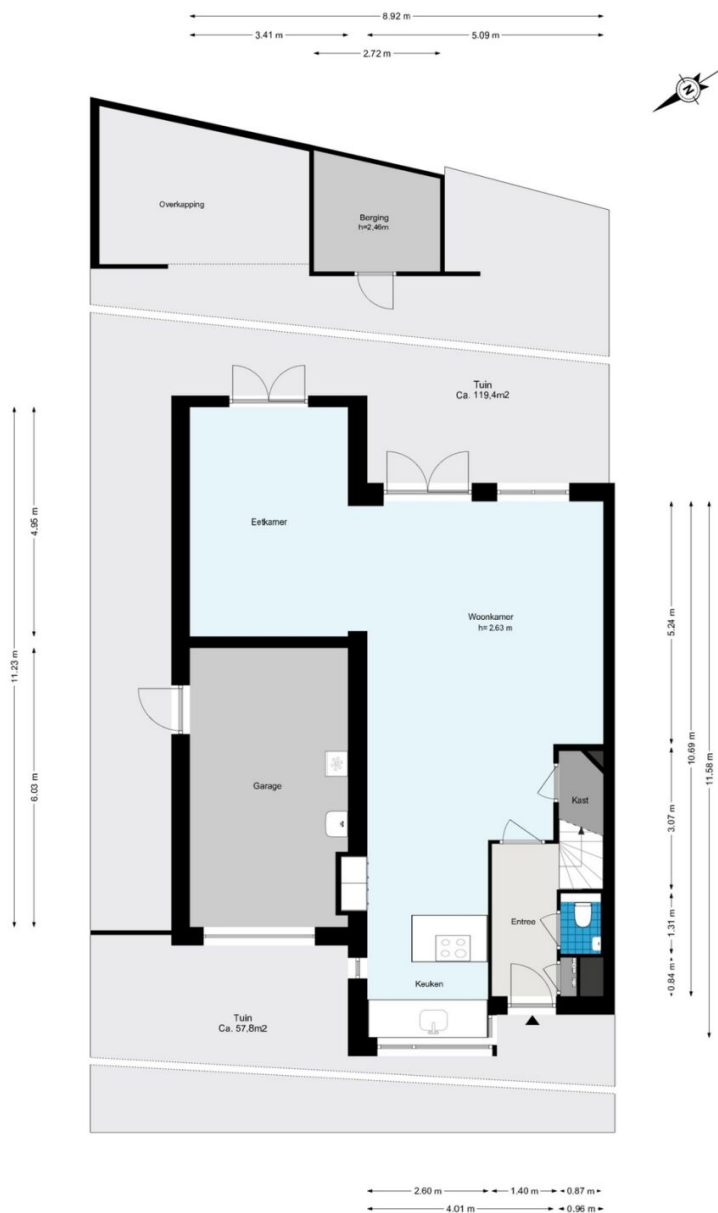 8.92 m
3.41 m
5.09 m
2.72 m
N
Overkapping
Berging
h=2,46m
Tuin
Ca. 119,4m2
Eetkamer
Woonkamer
h= 2.63 m
4.95 m
11.23 m
6.03 m
5.24 m
10.69 m
11.58 m
3.07 m
1.31 m
0.84 m
Garage
Kast
Entree
Keuken
Tuin
Ca. 57,8m2
2.60 m
1.40 m
0.87 m
4.01 m
0.96 m